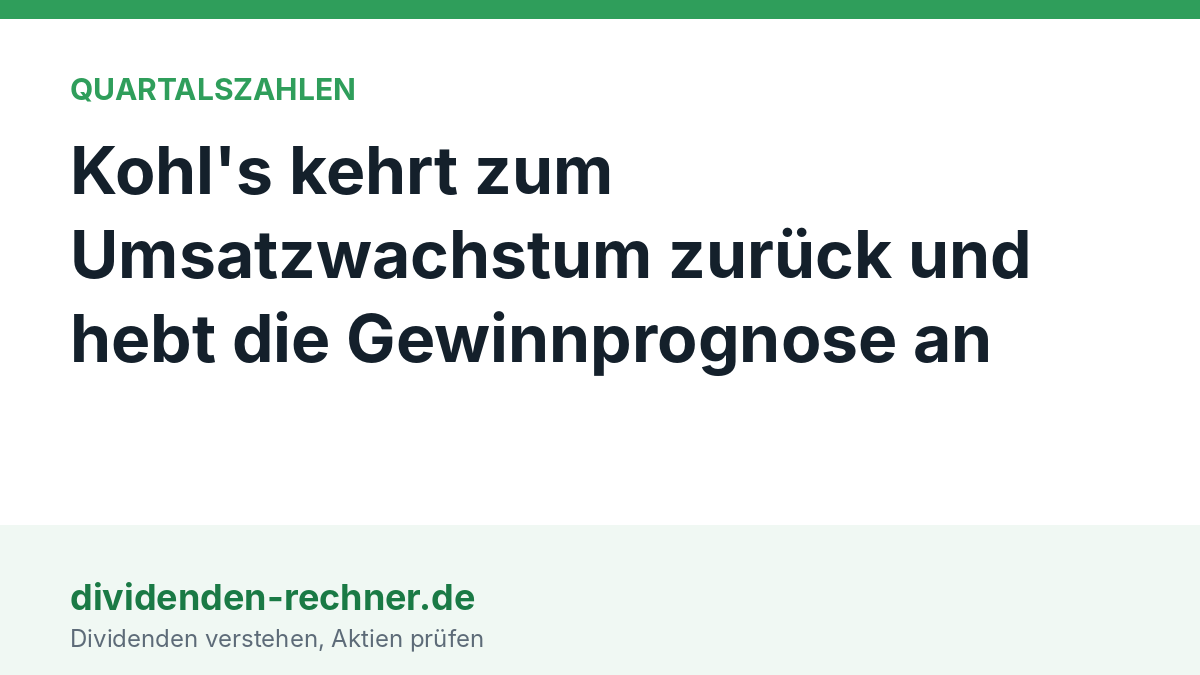 QUARTALSZAHLEN
Kohl's kehrt zum
Umsatzwachstum zurück und
hebt die Gewinnprognose an
dividenden-rechner.de
Dividenden verstehen, Aktien prüfen